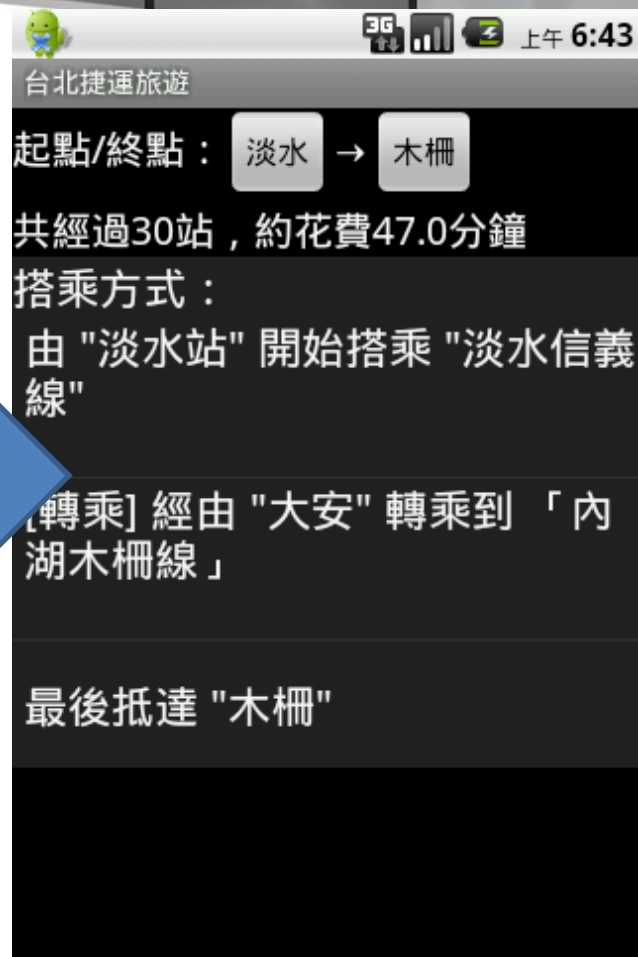 3G 上午 6:43
台北捷運旅遊
起點/終點： 淡水 → 木柵
共經過30站，約花費47.0分鐘
搭乘方式：
由 "淡水站" 開始搭乘 "淡水信義
線"
[轉乘] 經由 "大安" 轉乘到 「內
湖木柵線」
最後抵達 "木柵"